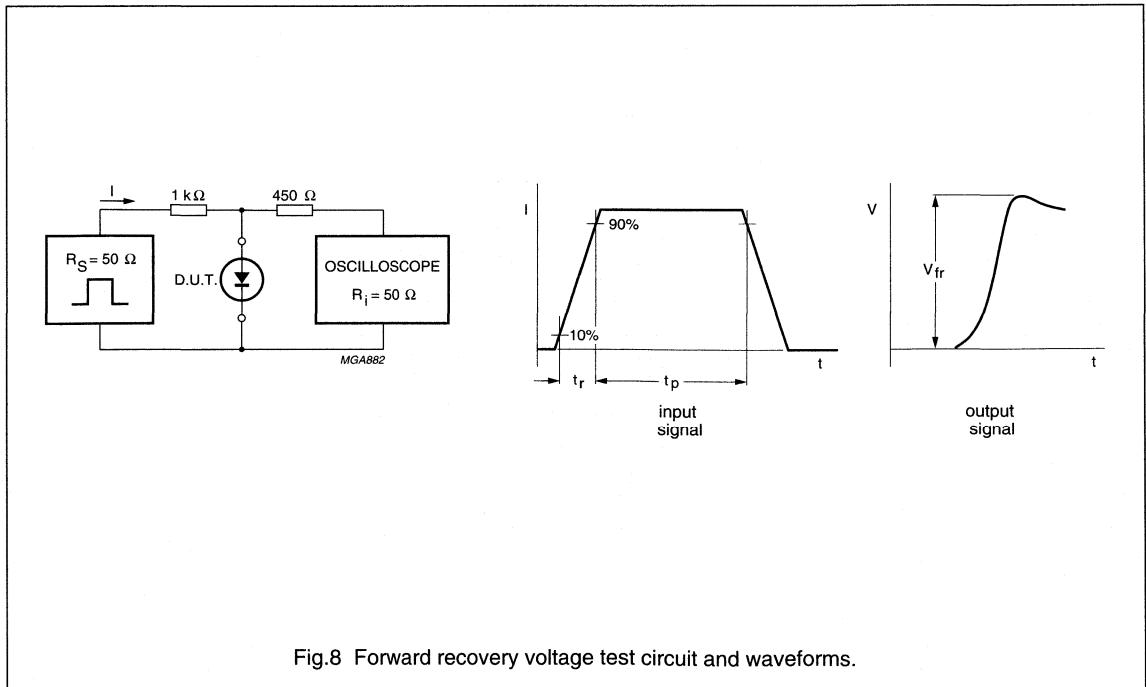 I
1 kΩ
450 Ω
R_S = 50 Ω
D.U.T.
OSCILLOSCOPE
R_i = 50 Ω
MGA882
I
90%
10%
t
t_r
t_p
input
signal
V
V_fr
t
output
signal
Fig.8 Forward recovery voltage test circuit and waveforms.